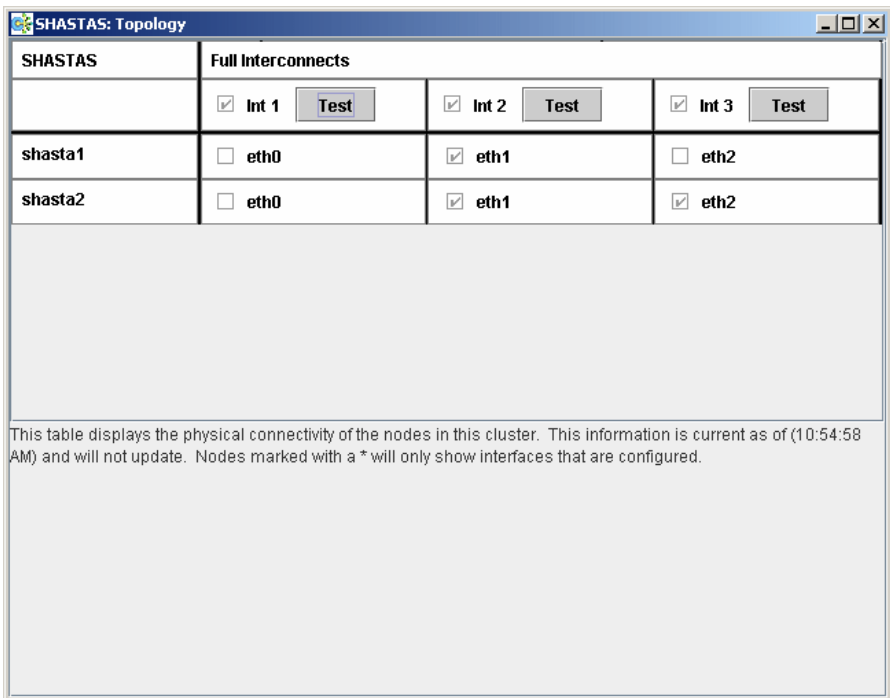 SHASTAS: Topology
SHASTAS Full Interconnects
Int 1 Test Int 2 Test Int 3 Test
shasta1 eth0 eth1 eth2
shasta2 eth0 eth1 eth2
This table displays the physical connectivity of the nodes in this cluster. This information is current as of (10:54:58
AM) and will not update. Nodes marked with a * will only show interfaces that are configured.